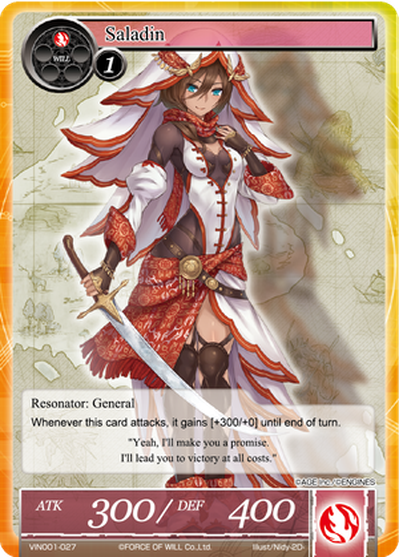 Saladin
WILL
1
Resonator: General
Whenever this card attacks, it gains [+300/+0] until end of turn.
"Yeah, I'll make you a promise.
I'll lead you to victory at all costs."
©AGE Inc./©ENGINES
ATK 300 / DEF 400
VIN001-027 ©FORCE OF WILL Co.,Ltd. Illust/Nidy-2D-